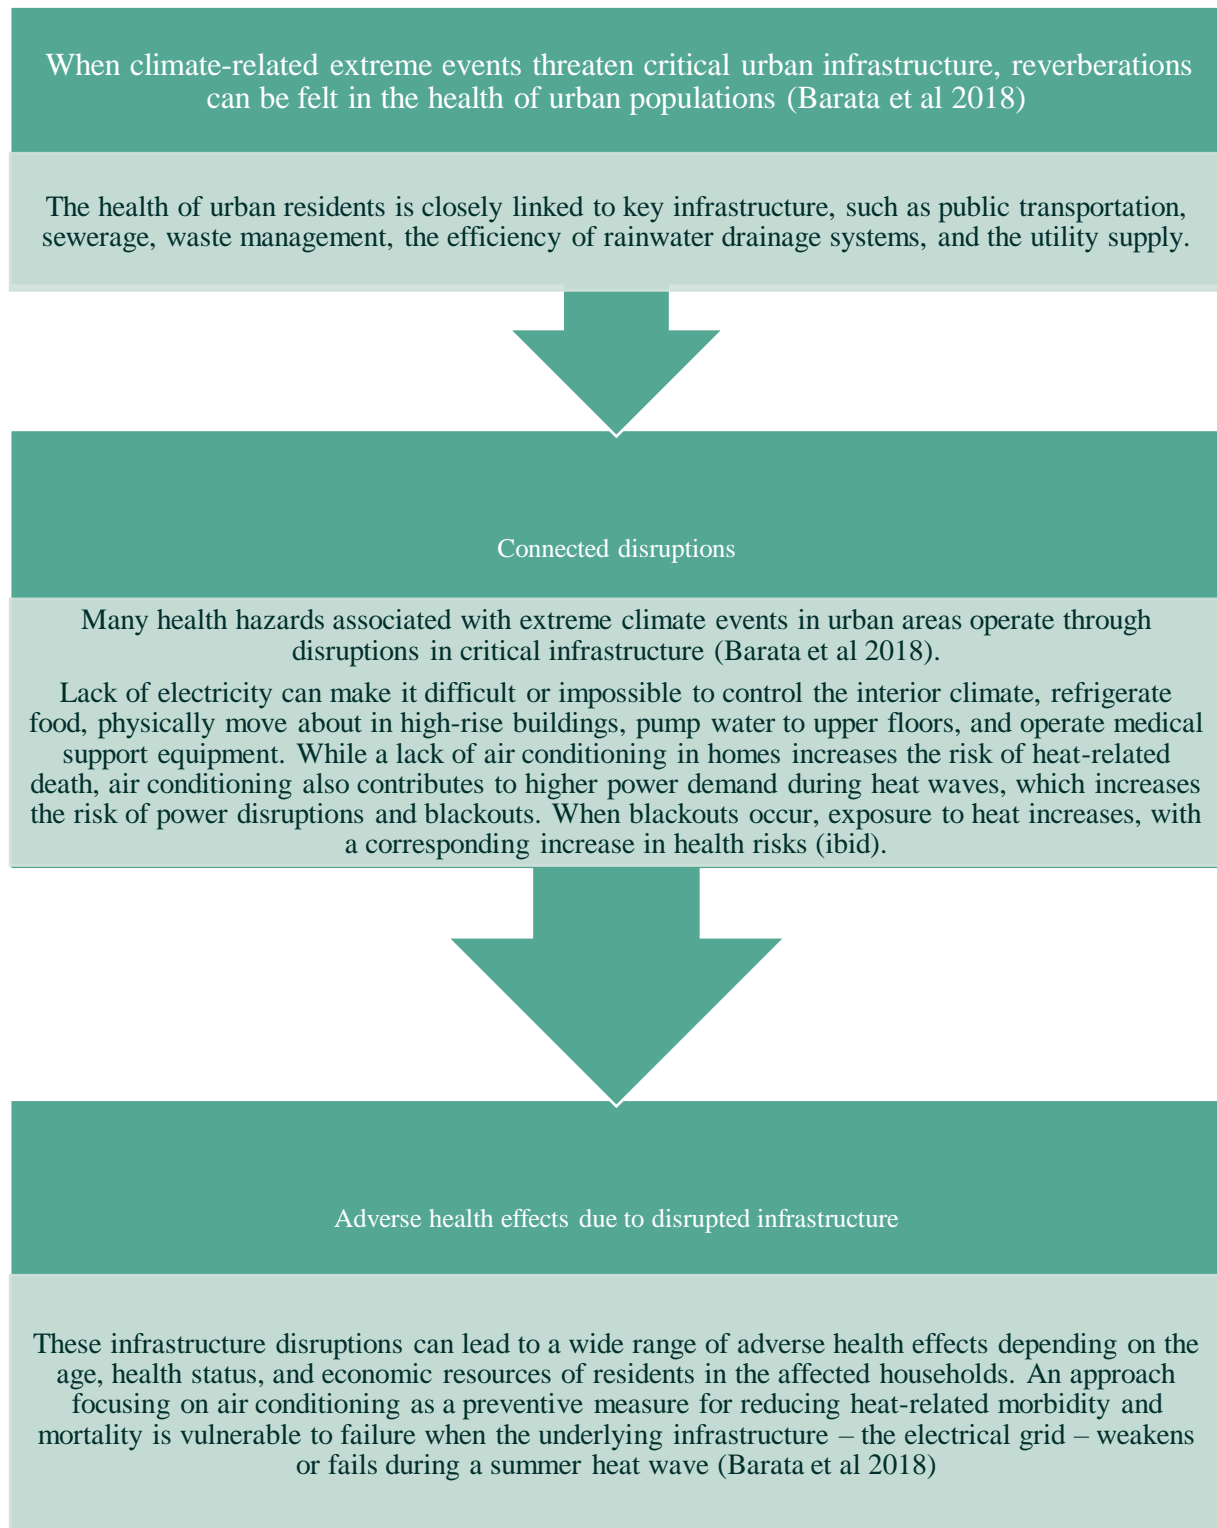 When climate-related extreme events threaten critical urban infrastructure, reverberations
can be felt in the health of urban populations (Barata et al 2018)
The health of urban residents is closely linked to key infrastructure, such as public transportation,
sewerage, waste management, the efficiency of rainwater drainage systems, and the utility supply.
Connected disruptions
Many health hazards associated with extreme climate events in urban areas operate through
disruptions in critical infrastructure (Barata et al 2018).
Lack of electricity can make it difficult or impossible to control the interior climate, refrigerate
food, physically move about in high-rise buildings, pump water to upper floors, and operate medical
support equipment. While a lack of air conditioning in homes increases the risk of heat-related
death, air conditioning also contributes to higher power demand during heat waves, which increases
the risk of power disruptions and blackouts. When blackouts occur, exposure to heat increases, with
a corresponding increase in health risks (ibid).
Adverse health effects due to disrupted infrastructure
These infrastructure disruptions can lead to a wide range of adverse health effects depending on the
age, health status, and economic resources of residents in the affected households. An approach
focusing on air conditioning as a preventive measure for reducing heat-related morbidity and
mortality is vulnerable to failure when the underlying infrastructure – the electrical grid – weakens
or fails during a summer heat wave (Barata et al 2018)